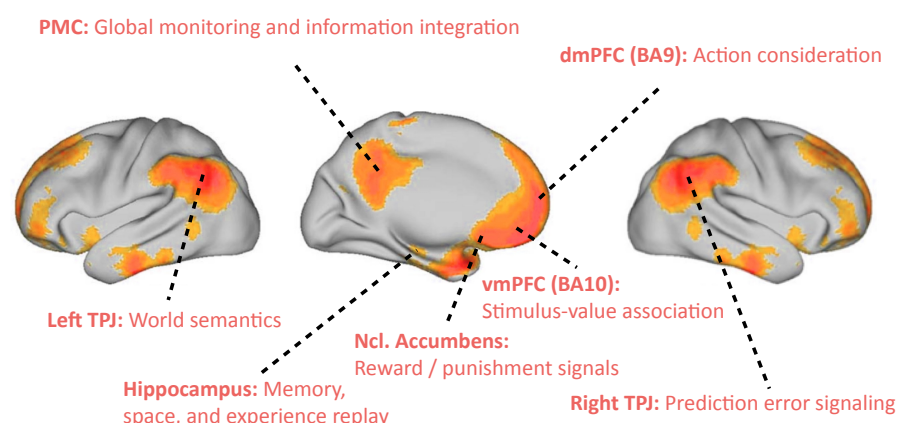 PMC: Global monitoring and information integration
dmPFC (BA9): Action consideration
vmPFC (BA10):
Stimulus-value association
Left TPJ: World semantics
Ncl. Accumbens:
Reward / punishment signals
Hippocampus: Memory,
space, and experience replay
Right TPJ: Prediction error signaling